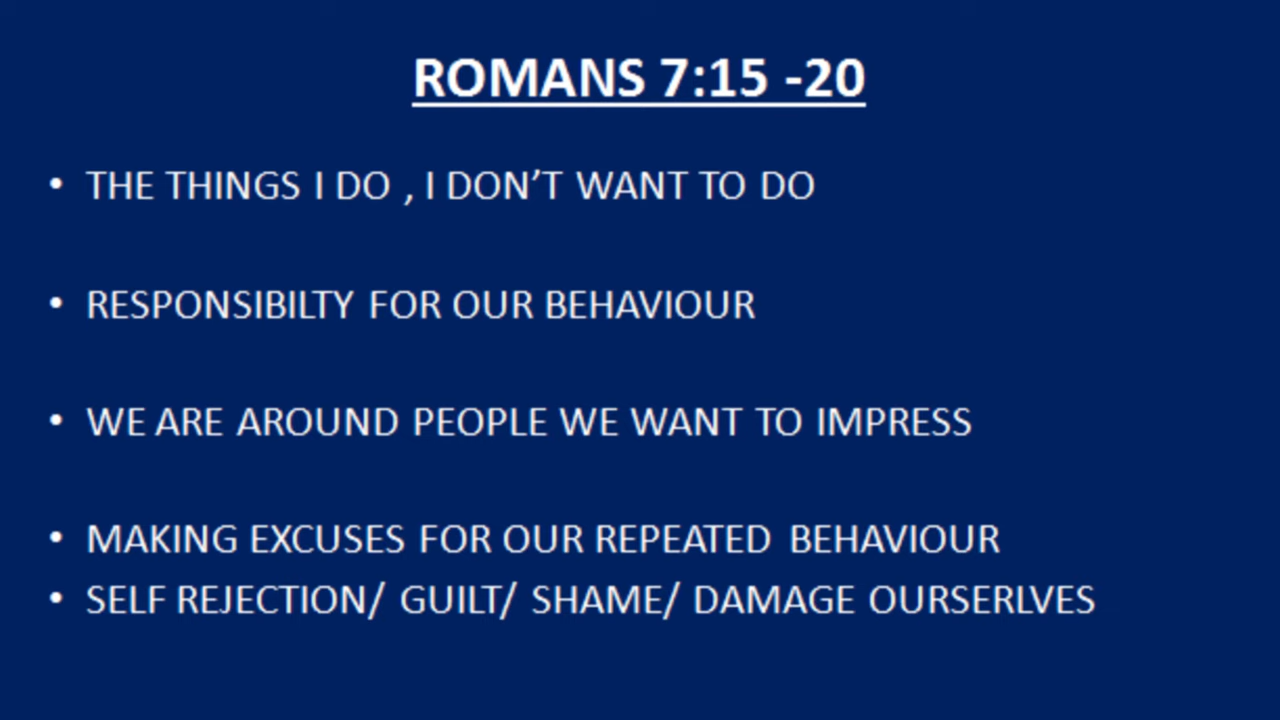 ROMANS 7:15 -20
• THE THINGS I DO , I DON’T WANT TO DO
• RESPONSIBILTY FOR OUR BEHAVIOUR
• WE ARE AROUND PEOPLE WE WANT TO IMPRESS
• MAKING EXCUSES FOR OUR REPEATED BEHAVIOUR
• SELF REJECTION/ GUILT/ SHAME/ DAMAGE OURSERLVES